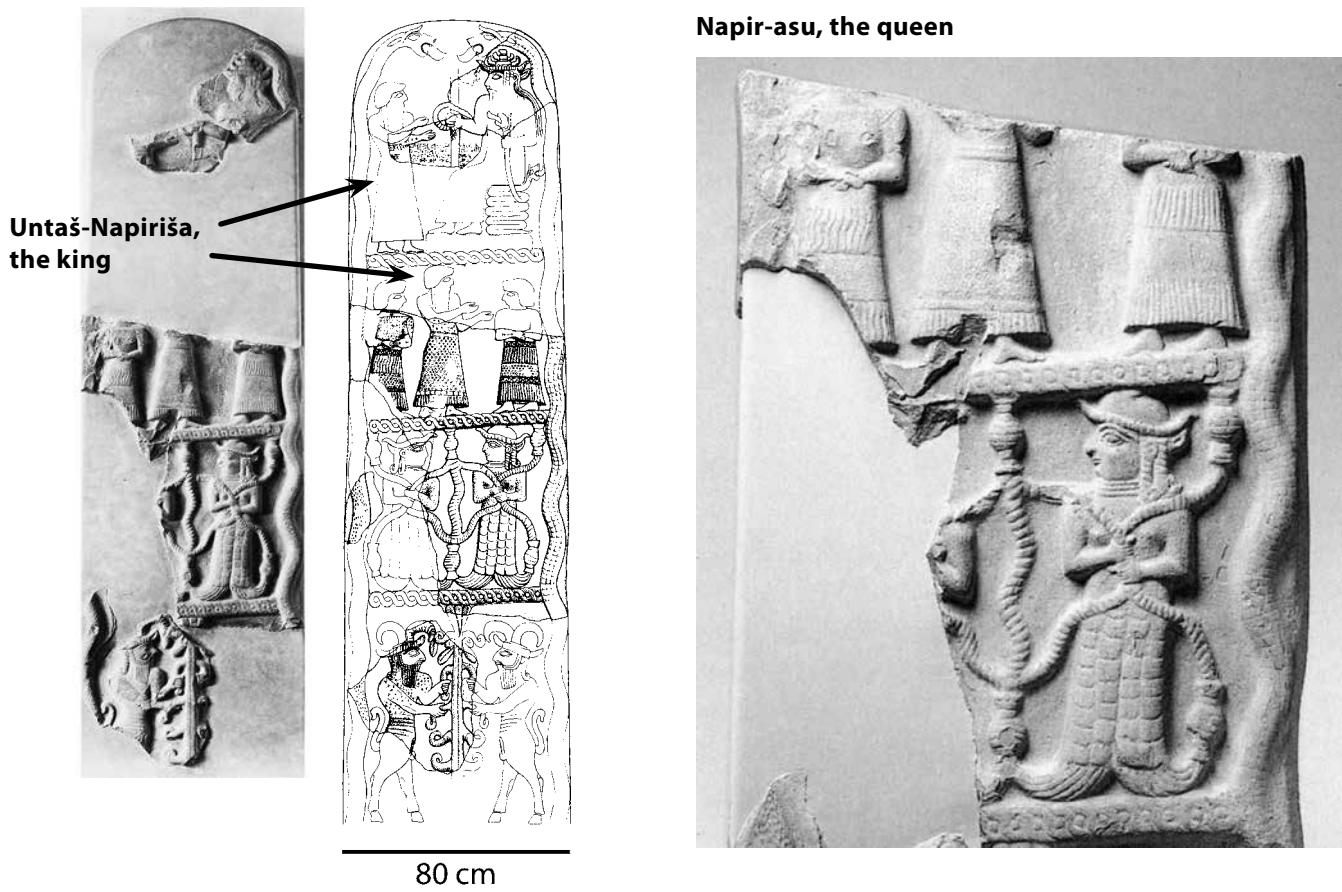 Napir-asu, the queen
Untaš-Napiriša,
the king
80 cm